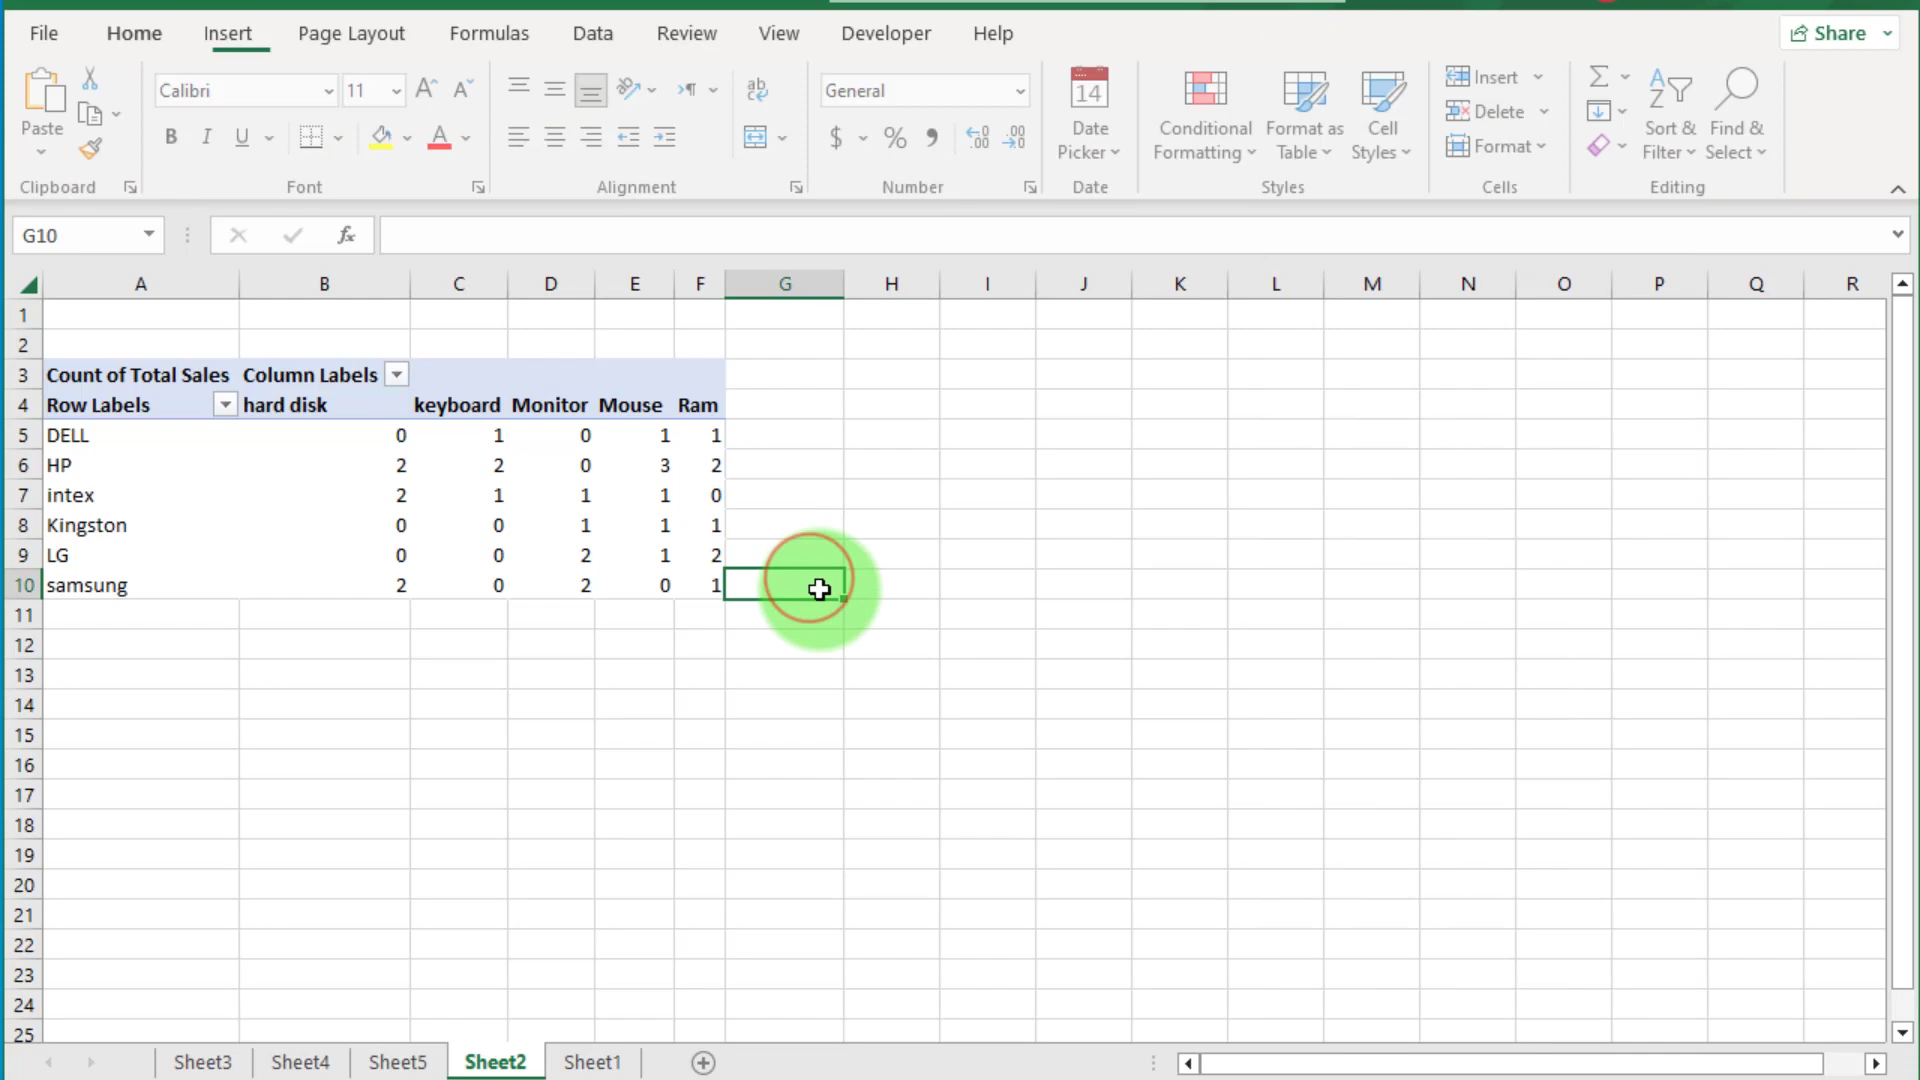 File Home Insert Page Layout Formulas Data Review View Developer Help Share
Calibri 11 General
Paste
B I U A
$ % ,
14
Date Picker
Conditional Formatting
Format as Table
Cell Styles
Insert
Delete
Format
Sort & Filter
Find & Select
Clipboard Font Alignment Number Date Styles Cells Editing
G10 fx
A B C D E F G H I J K L M N O P Q R
1
2
3 Count of Total Sales Column Labels
4 Row Labels hard disk keyboard Monitor Mouse Ram
5 DELL 0 1 0 1 1
6 HP 2 2 0 3 2
7 intex 2 1 1 1 0
8 Kingston 0 0 1 1 1
9 LG 0 0 2 1 2
10 samsung 2 0 2 0 1
11
12
13
14
15
16
17
18
19
20
21
22
23
24
25
Sheet3 Sheet4 Sheet5 Sheet2 Sheet1